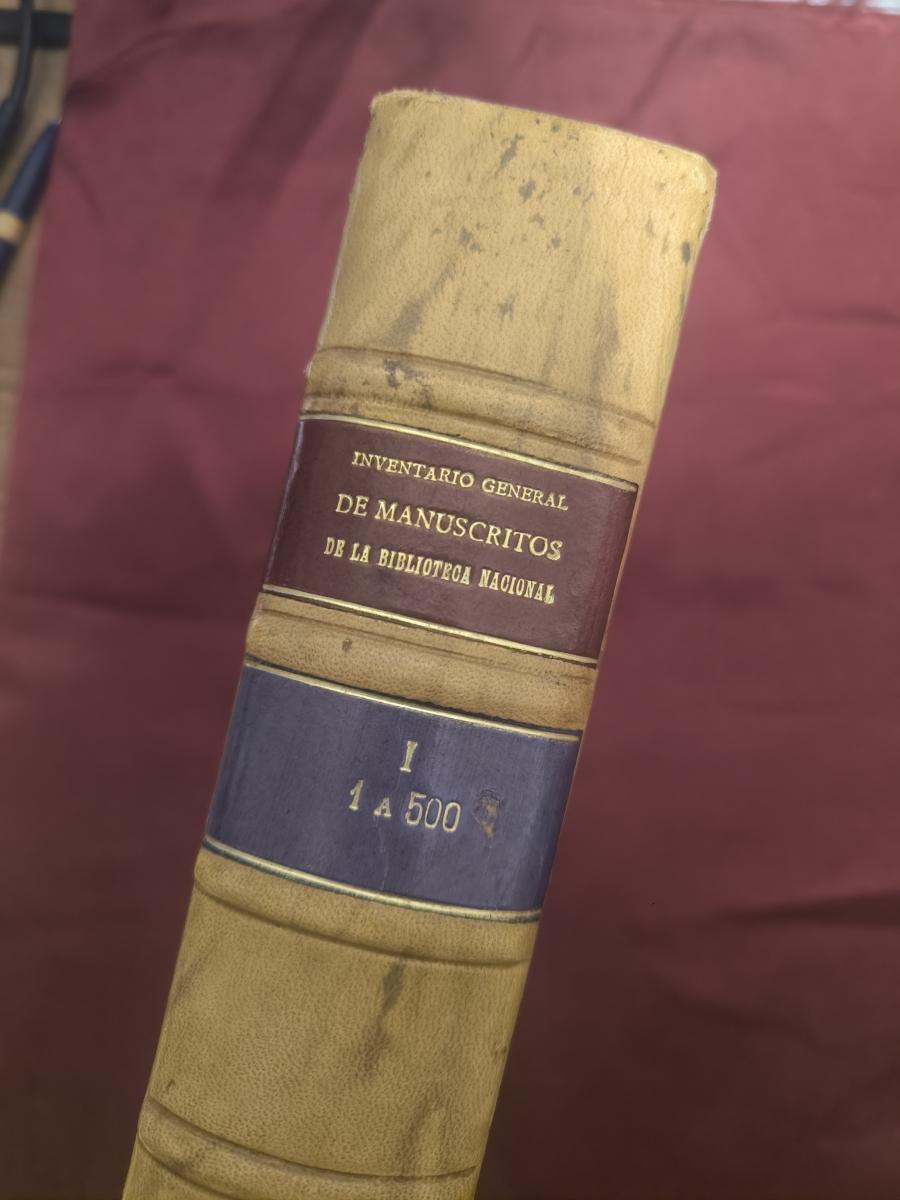 INVENTARIO GENERAL
DE MANUSCRITOS
DE LA BIBLIOTECA NACIONAL
I
1 A 500